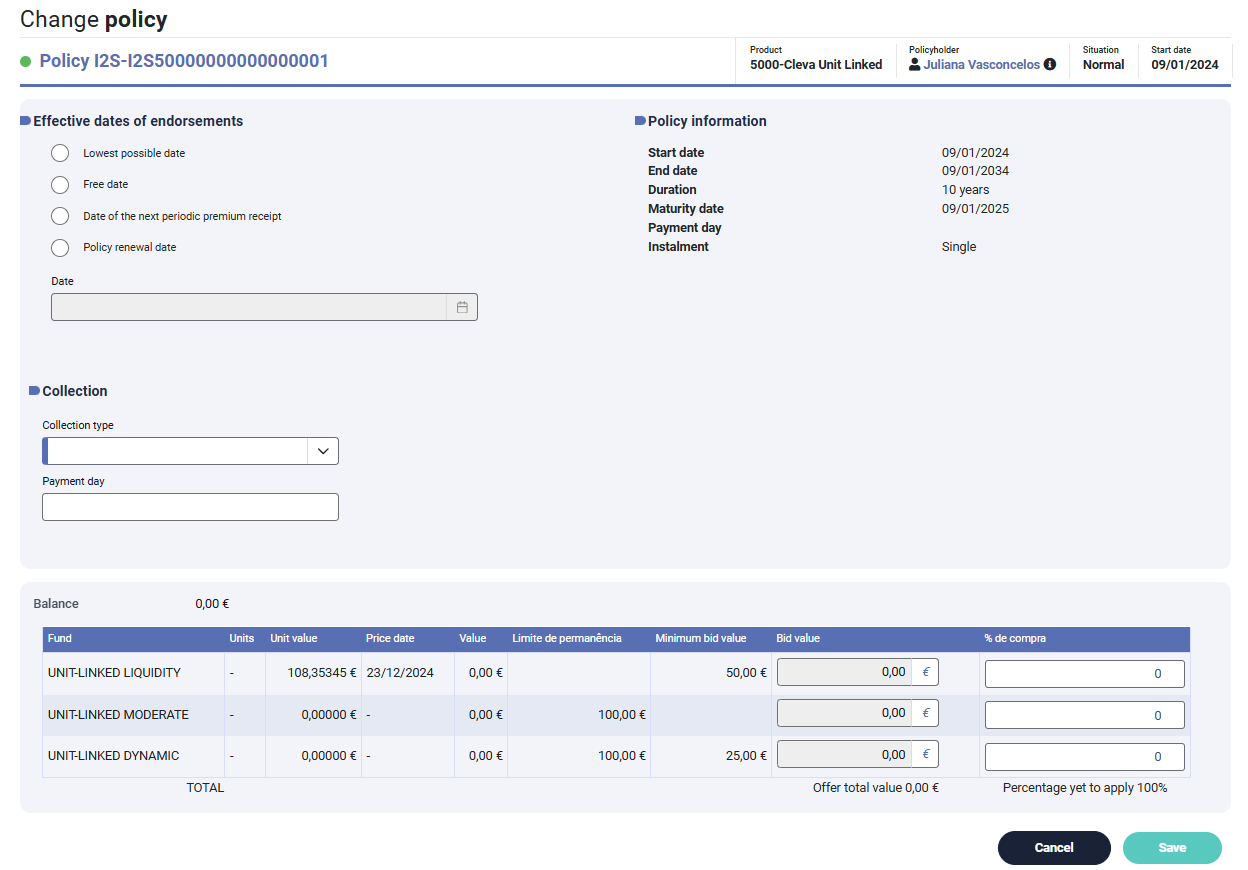 Change policy
Policy I2S-I2S50000000000000001
Product
5000-Cleva Unit Linked
Policyholder
Juliana Vasconcelos
Situation
Normal
Start date
09/01/2024
Effective dates of endorsements
Lowest possible date
Free date
Date of the next periodic premium receipt
Policy renewal date
Date
Policy information
Start date 09/01/2024
End date 09/01/2034
Duration 10 years
Maturity date 09/01/2025
Payment day
Instalment Single
Collection
Collection type
Payment day
Balance 0,00 €
Fund Units Unit value Price date Value Limite de permanência Minimum bid value Bid value % de compra
UNIT-LINKED LIQUIDITY - 108,35345 € 23/12/2024 0,00 € 50,00 € 0,00 € 0
UNIT-LINKED MODERATE - 0,00000 € - 0,00 € 100,00 € 0,00 € 0
UNIT-LINKED DYNAMIC - 0,00000 € - 0,00 € 100,00 € 25,00 € 0,00 € 0
TOTAL Offer total value 0,00 € Percentage yet to apply 100%
Cancel Save